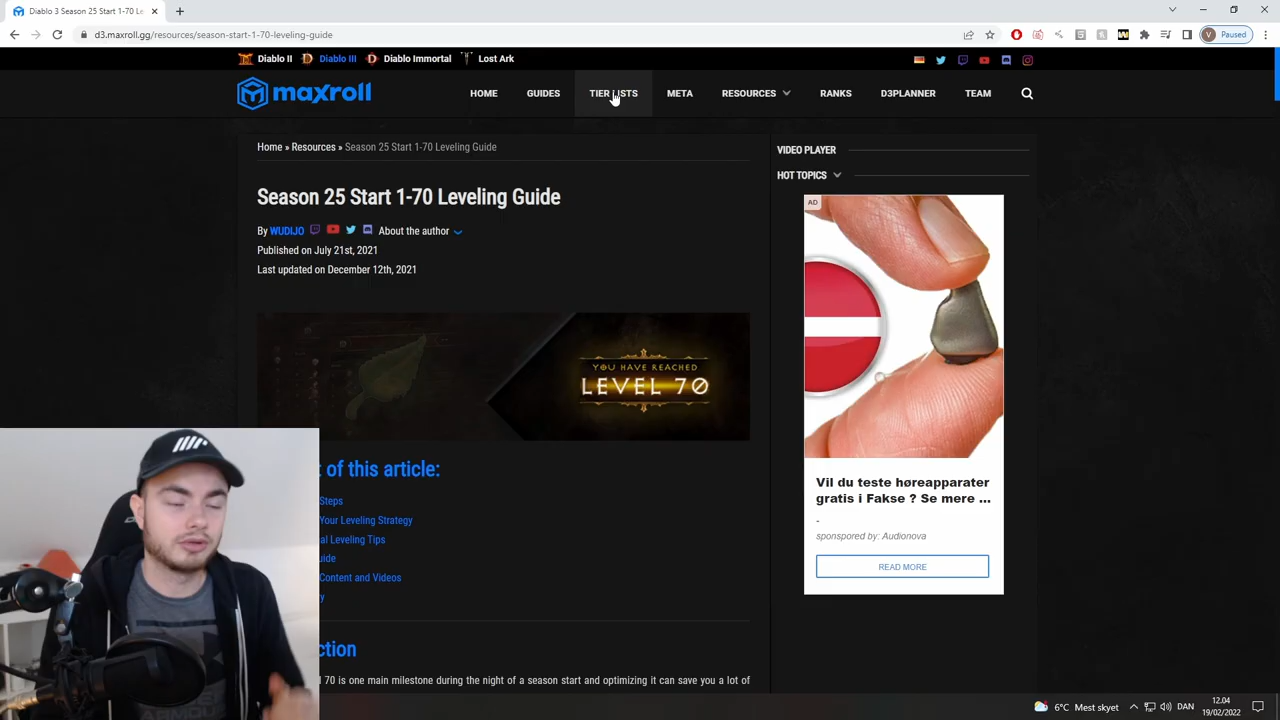 Diablo 3 Season 25 Start 1-70 Le
d3.maxroll.gg/resources/season-start-1-70-leveling-guide
V Paused
Diablo II Diablo III Diablo Immortal Lost Ark
maxroll HOME GUIDES TIER LISTS META RESOURCES RANKS D3PLANNER TEAM
Home » Resources » Season 25 Start 1-70 Leveling Guide
VIDEO PLAYER
HOT TOPICS
Season 25 Start 1-70 Leveling Guide
By WUDIJO About the author
Published on July 21st, 2021
Last updated on December 12th, 2021
AD
YOU HAVE REACHED
LEVEL 70
of this article:
Steps
Your Leveling Strategy
al Leveling Tips
uide
Content and Videos
ry
Vil du teste høreapparater
gratis i Fakse ? Se mere ...
-
sponsored by: Audionova
READ MORE
ction
70 is one main milestone during the night of a season start and optimizing it can save you a lot of
6°C Mest skyet DAN
12.04
19/02/2022